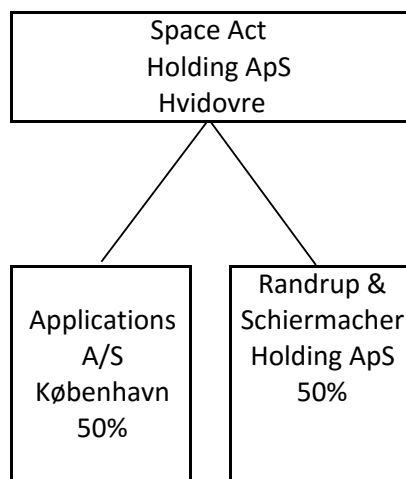 Space Act
Holding ApS
Hvidovre
Applications
A/S
København
50%
Randrup &
Schiermacher
Holding ApS
50%